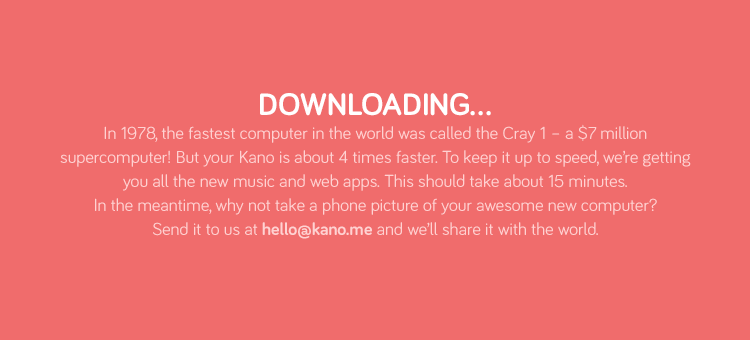 DOWNLOADING...
In 1978, the fastest computer in the world was called the Cray 1 – a $7 million
supercomputer! But your Kano is about 4 times faster. To keep it up to speed, we're getting
you all the new music and web apps. This should take about 15 minutes.
In the meantime, why not take a phone picture of your awesome new computer?
Send it to us at hello@kano.me and we'll share it with the world.